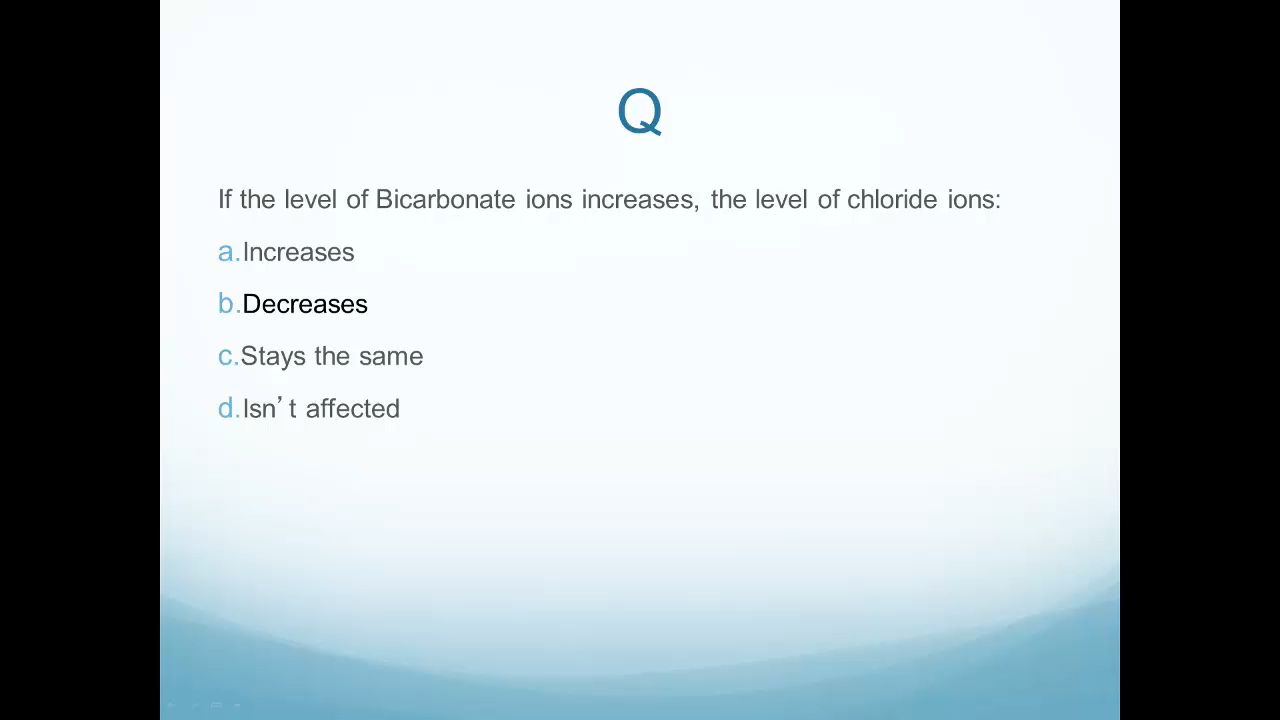 Q
If the level of Bicarbonate ions increases, the level of chloride ions:
a.Increases
b.Decreases
c.Stays the same
d.Isn’t affected